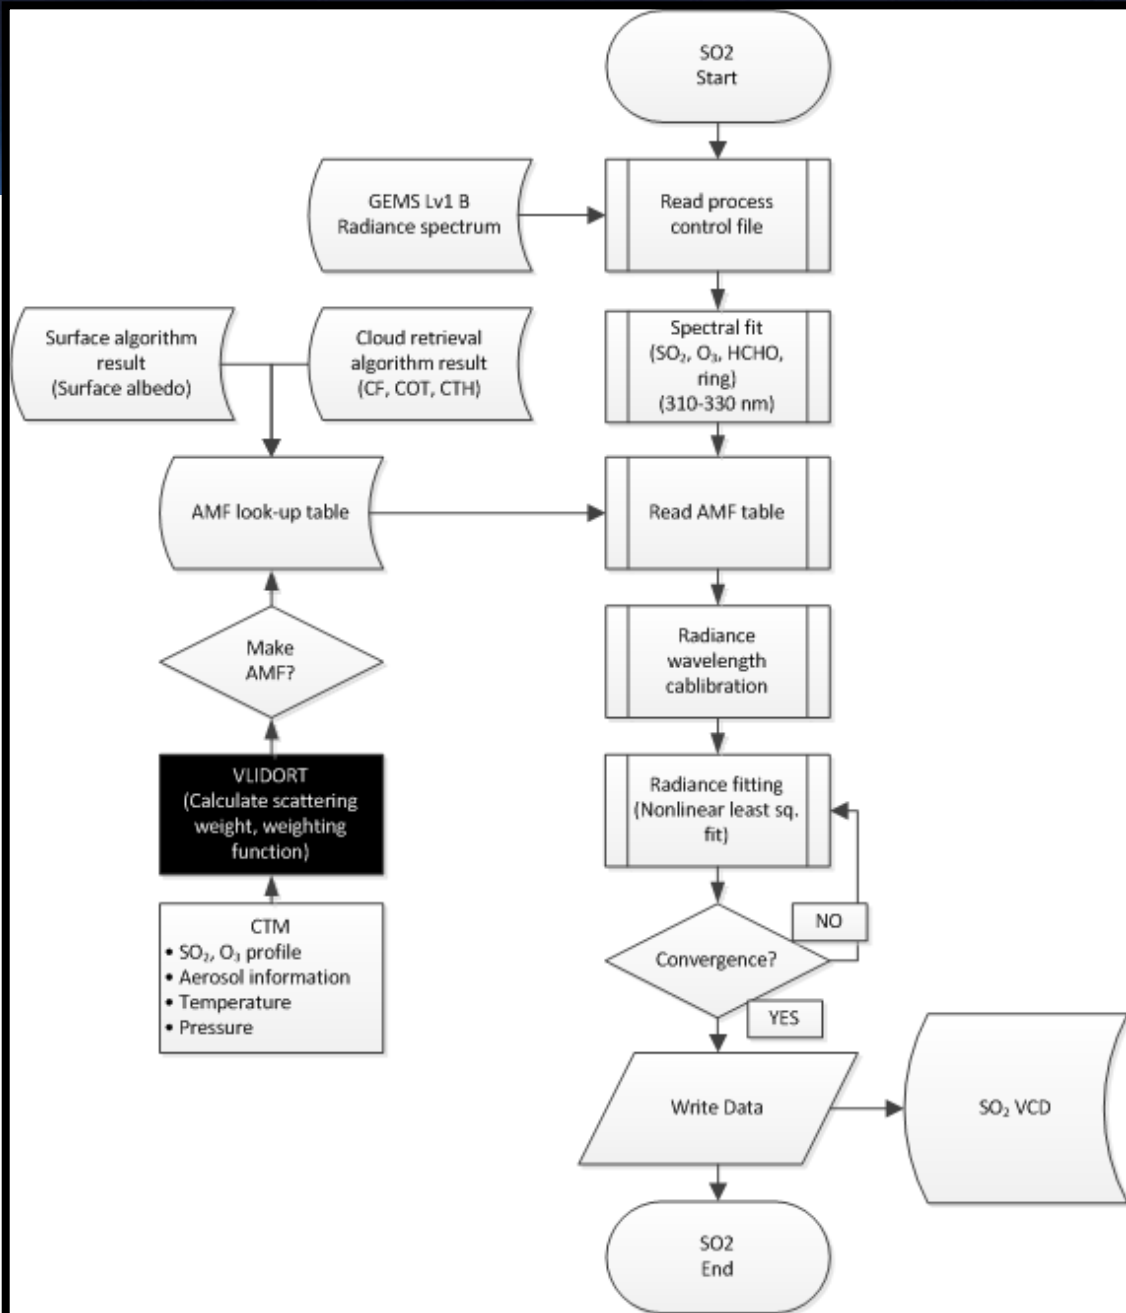 SO2
Start
GEMS Lv1 B
Radiance spectrum
Read process
control file
Surface algorithm
result
(Surface albedo)
Cloud retrieval
algorithm result
(CF, COT, CTH)
Spectral fit
(SO₂, O₃, HCHO,
ring)
(310-330 nm)
AMF look-up table
Read AMF table
Make
AMF?
Radiance
wavelength
cablibration
VLIDORT
(Calculate scattering
weight, weighting
function)
Radiance fitting
(Nonlinear least sq.
fit)
CTM
• SO₂, O₃ profile
• Aerosol information
• Temperature
• Pressure
NO
Convergence?
YES
Write Data
SO₂ VCD
SO2
End